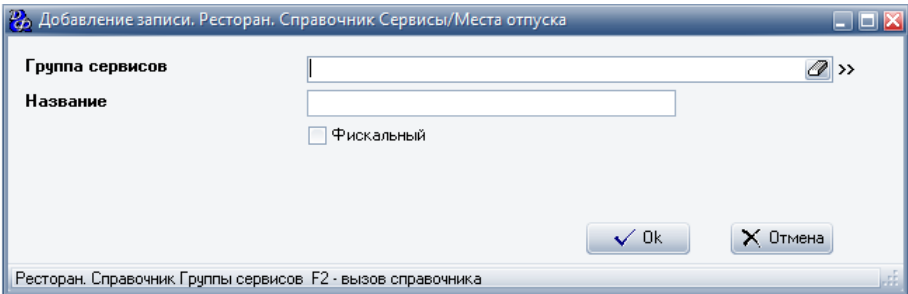 Добавление записи. Ресторан. Справочник Сервисы/Места отпуска
Группа сервисов >>
Название
Фискальный
Ok Отмена
Ресторан. Справочник Группы сервисов F2 - вызов справочника